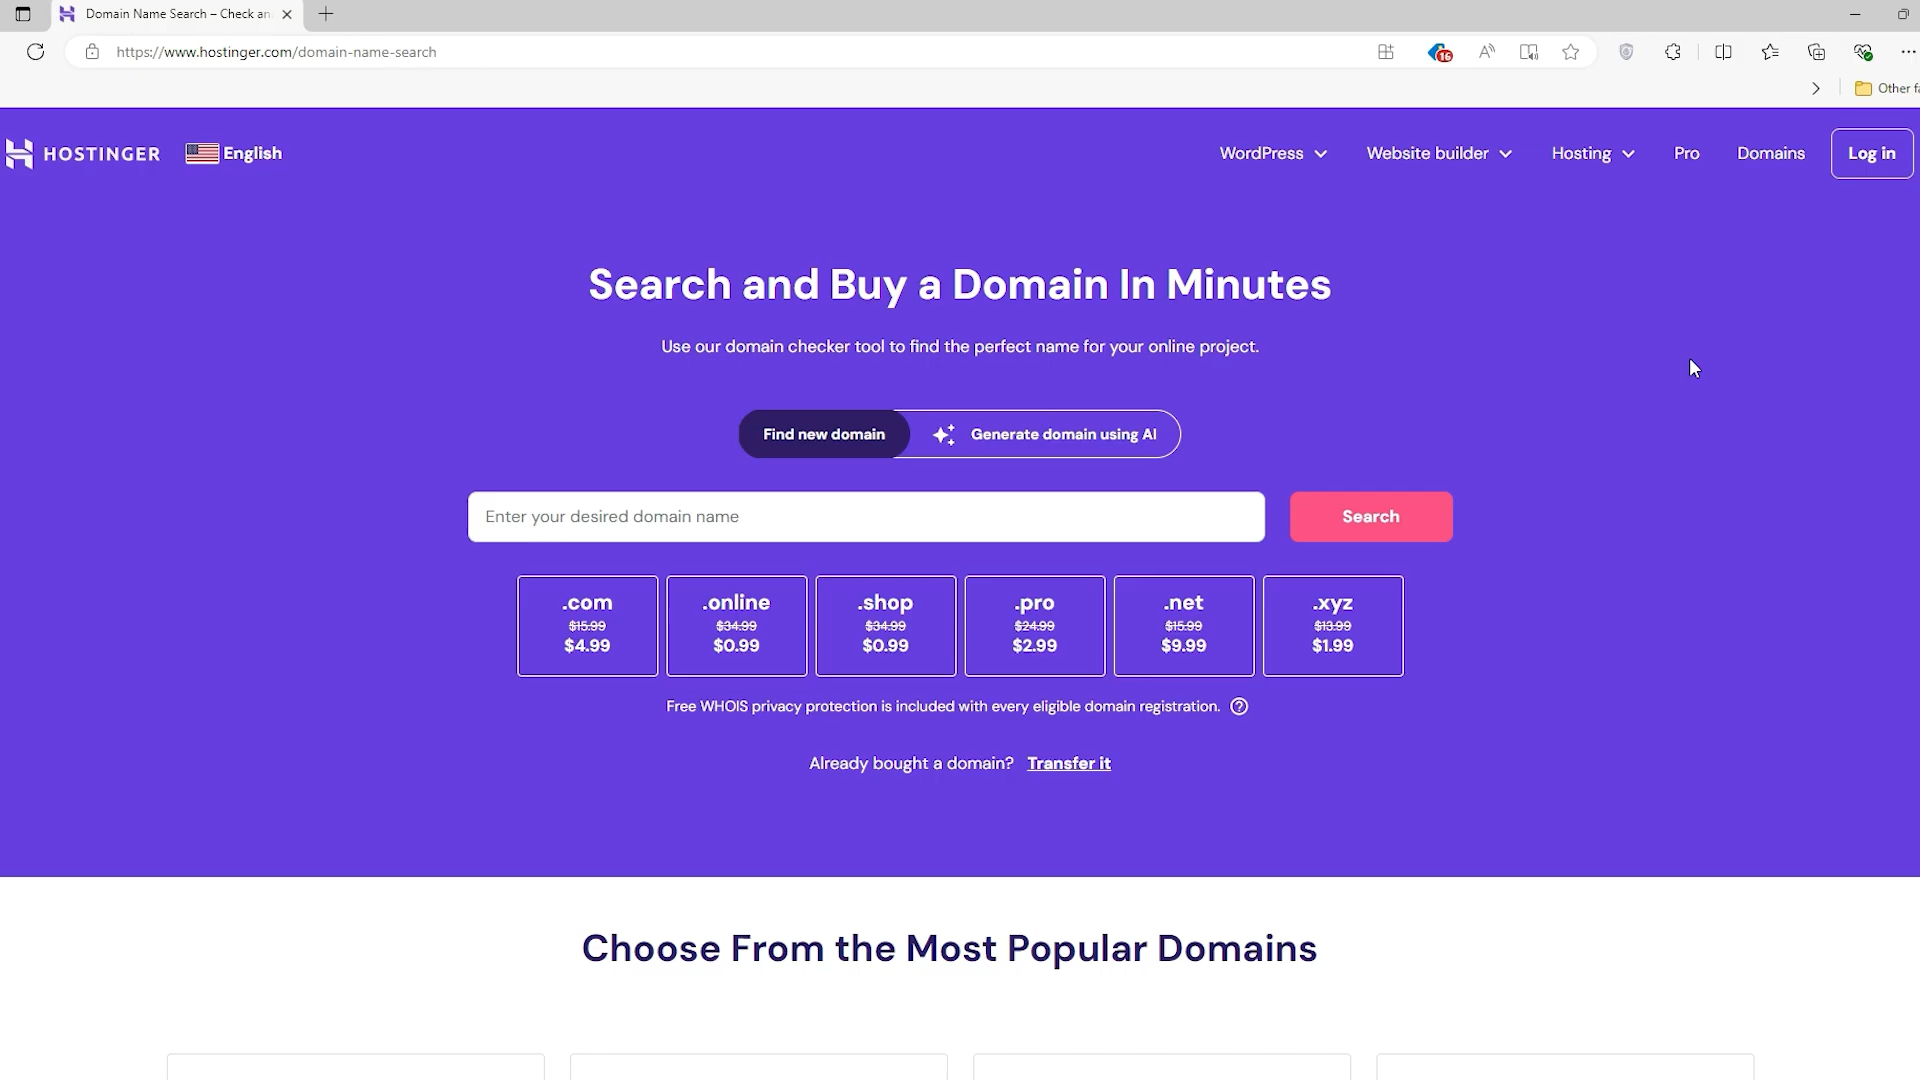 Domain Name Search – Check an
https://www.hostinger.com/domain-name-search
16
Other fa
HOSTINGER
English
WordPress
Website builder
Hosting
Pro
Domains
Log in
Search and Buy a Domain In Minutes
Use our domain checker tool to find the perfect name for your online project.
Find new domain
Generate domain using AI
Enter your desired domain name
Search
.com
$15.99
$4.99
.online
$34.99
$0.99
.shop
$34.99
$0.99
.pro
$24.99
$2.99
.net
$15.99
$9.99
.xyz
$13.99
$1.99
Free WHOIS privacy protection is included with every eligible domain registration.
Already bought a domain? Transfer it
Choose From the Most Popular Domains